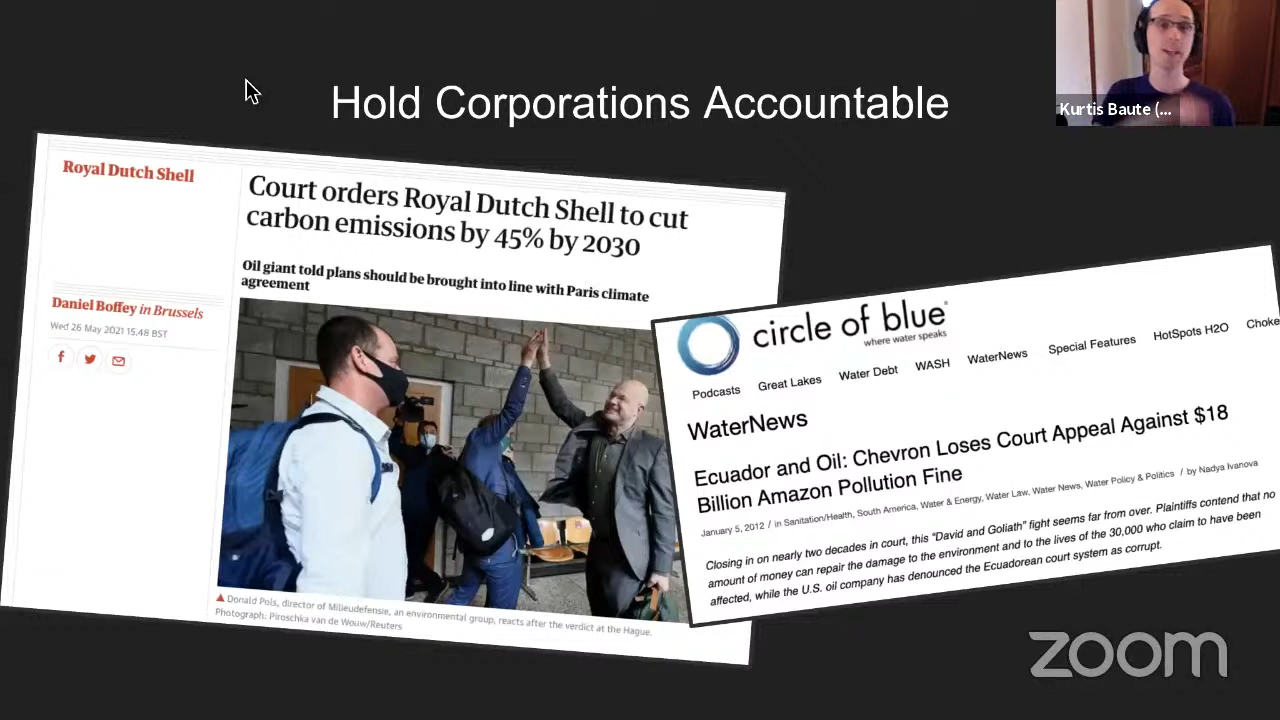 Kurtis Baute (...
Hold Corporations Accountable
Royal Dutch Shell
Court orders Royal Dutch Shell to cut
carbon emissions by 45% by 2030
Oil giant told plans should be brought into line with Paris climate
agreement
Daniel Boffey in Brussels
Wed 26 May 2021 15.48 BST
Donald Pols, director of Milieudefensie, an environmental group, reacts after the verdict at the Hague.
Photograph: Piroschka van de Wouw/Reuters
circle of blue
where water speaks
Podcasts Great Lakes Water Debt WASH WaterNews Special Features HotSpots H2O Choke
WaterNews
Ecuador and Oil: Chevron Loses Court Appeal Against $18
Billion Amazon Pollution Fine
January 5, 2012 / in Sanitation/Health, South America, Water & Energy, Water Law, Water News, Water Policy & Politics / by Nadya Ivanova
Closing in on nearly two decades in court, this "David and Goliath" fight seems far from over. Plaintiffs contend that no
amount of money can repair the damage to the environment and to the lives of the 30,000 who claim to have been
affected, while the U.S. oil company has denounced the Ecuadorean court system as corrupt.
zoom